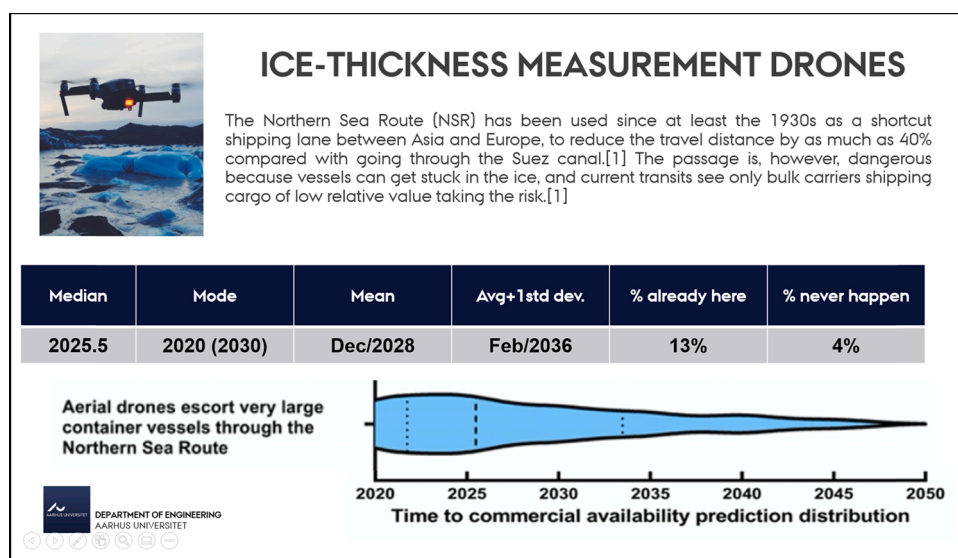 ICE-THICKNESS MEASUREMENT DRONES
The Northern Sea Route (NSR) has been used since at least the 1930s as a shortcut
shipping lane between Asia and Europe, to reduce the travel distance by as much as 40%
compared with going through the Suez canal.[1] The passage is, however, dangerous
because vessels can get stuck in the ice, and current transits see only bulk carriers shipping
cargo of low relative value taking the risk.[1]
Median Mode Mean Avg+1std dev. % already here % never happen
2025.5 2020 (2030) Dec/2028 Feb/2036 13% 4%
Aerial drones escort very large
container vessels through the
Northern Sea Route
2020 2025 2030 2035 2040 2045 2050
Time to commercial availability prediction distribution
AARHUS UNIVERSITET
DEPARTMENT OF ENGINEERING
AARHUS UNIVERSITET